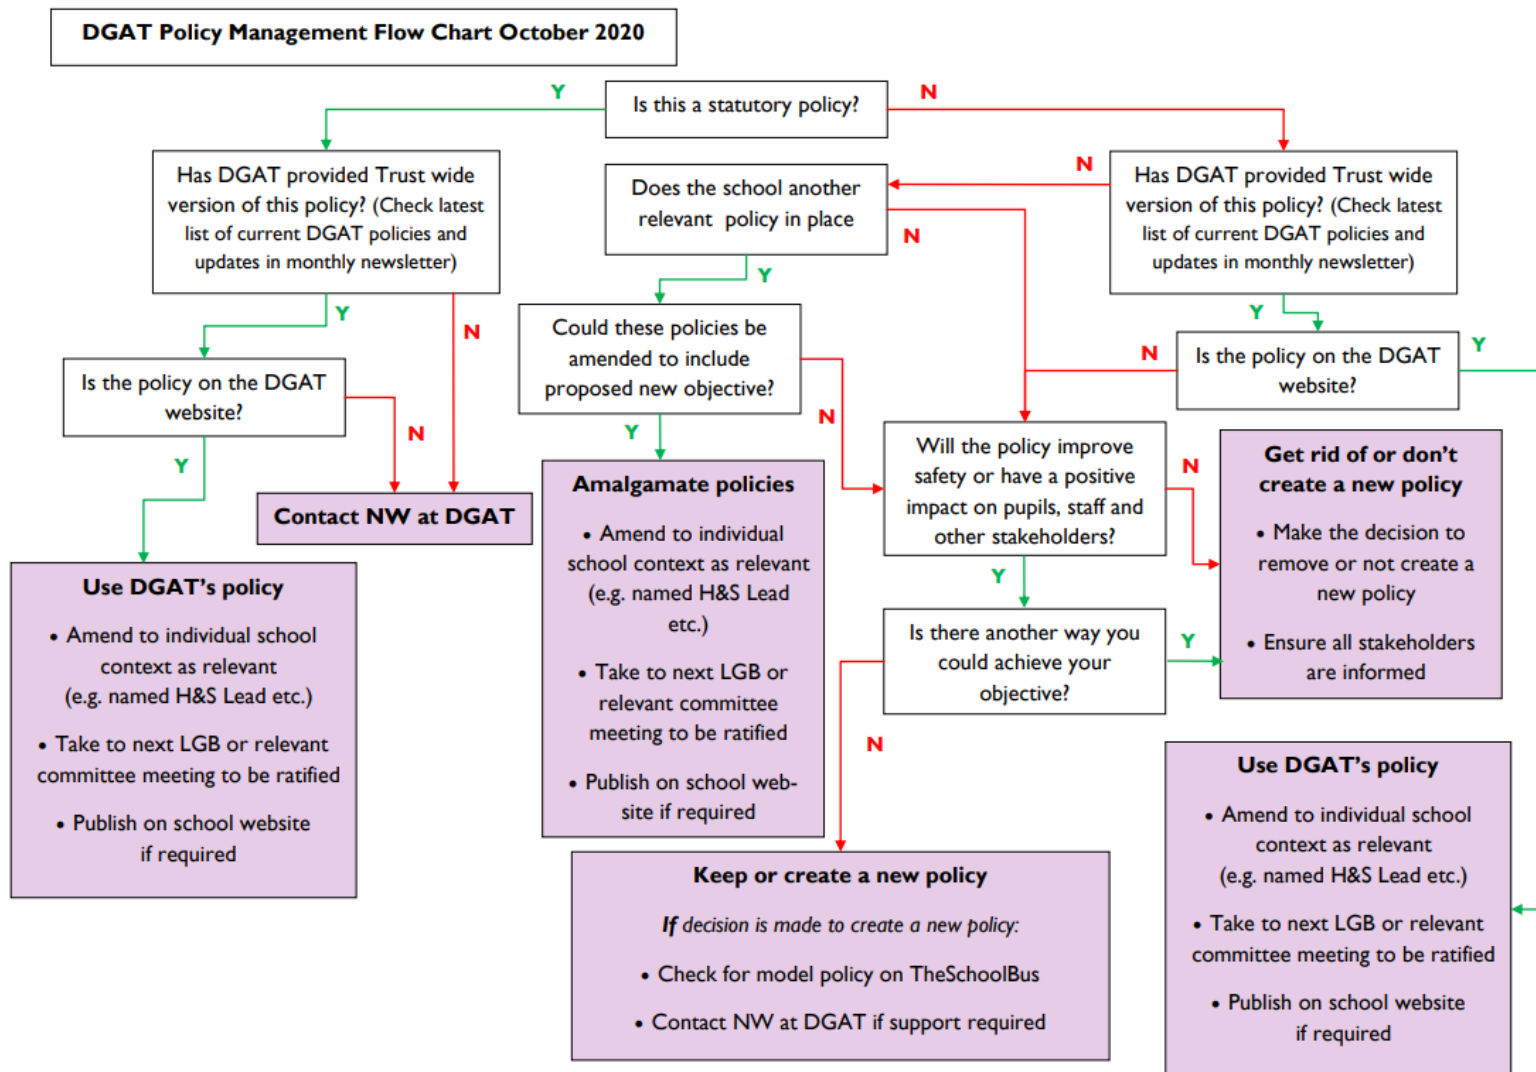 DGAT Policy Management Flow Chart October 2020
Y
Is this a statutory policy?
N
Has DGAT provided Trust wide
version of this policy? (Check latest
list of current DGAT policies and
updates in monthly newsletter)
Does the school another
relevant policy in place
N
Has DGAT provided Trust wide
version of this policy? (Check latest
list of current DGAT policies and
updates in monthly newsletter)
N
Y
Y
N
Y
Is the policy on the DGAT
website?
Could these policies be
amended to include
proposed new objective?
N
Is the policy on the DGAT
website?
Y
N
Y
Y
N
Contact NW at DGAT
Will the policy improve
safety or have a positive
impact on pupils, staff and
other stakeholders?
N
Y
Get rid of or don't
create a new policy
• Make the decision to
remove or not create a
new policy
• Ensure all stakeholders
are informed
Use DGAT's policy
• Amend to individual school
context as relevant
(e.g. named H&S Lead etc.)
• Take to next LGB or relevant
committee meeting to be ratified
• Publish on school website
if required
Amalgamate policies
• Amend to individual
school context as relevant
(e.g. named H&S Lead
etc.)
• Take to next LGB or
relevant committee
meeting to be ratified
• Publish on school web-
site if required
Is there another way you
could achieve your
objective?
Y
N
Keep or create a new policy
If decision is made to create a new policy:
• Check for model policy on TheSchoolBus
• Contact NW at DGAT if support required
Use DGAT's policy
• Amend to individual school
context as relevant
(e.g. named H&S Lead etc.)
• Take to next LGB or relevant
committee meeting to be ratified
• Publish on school website
if required